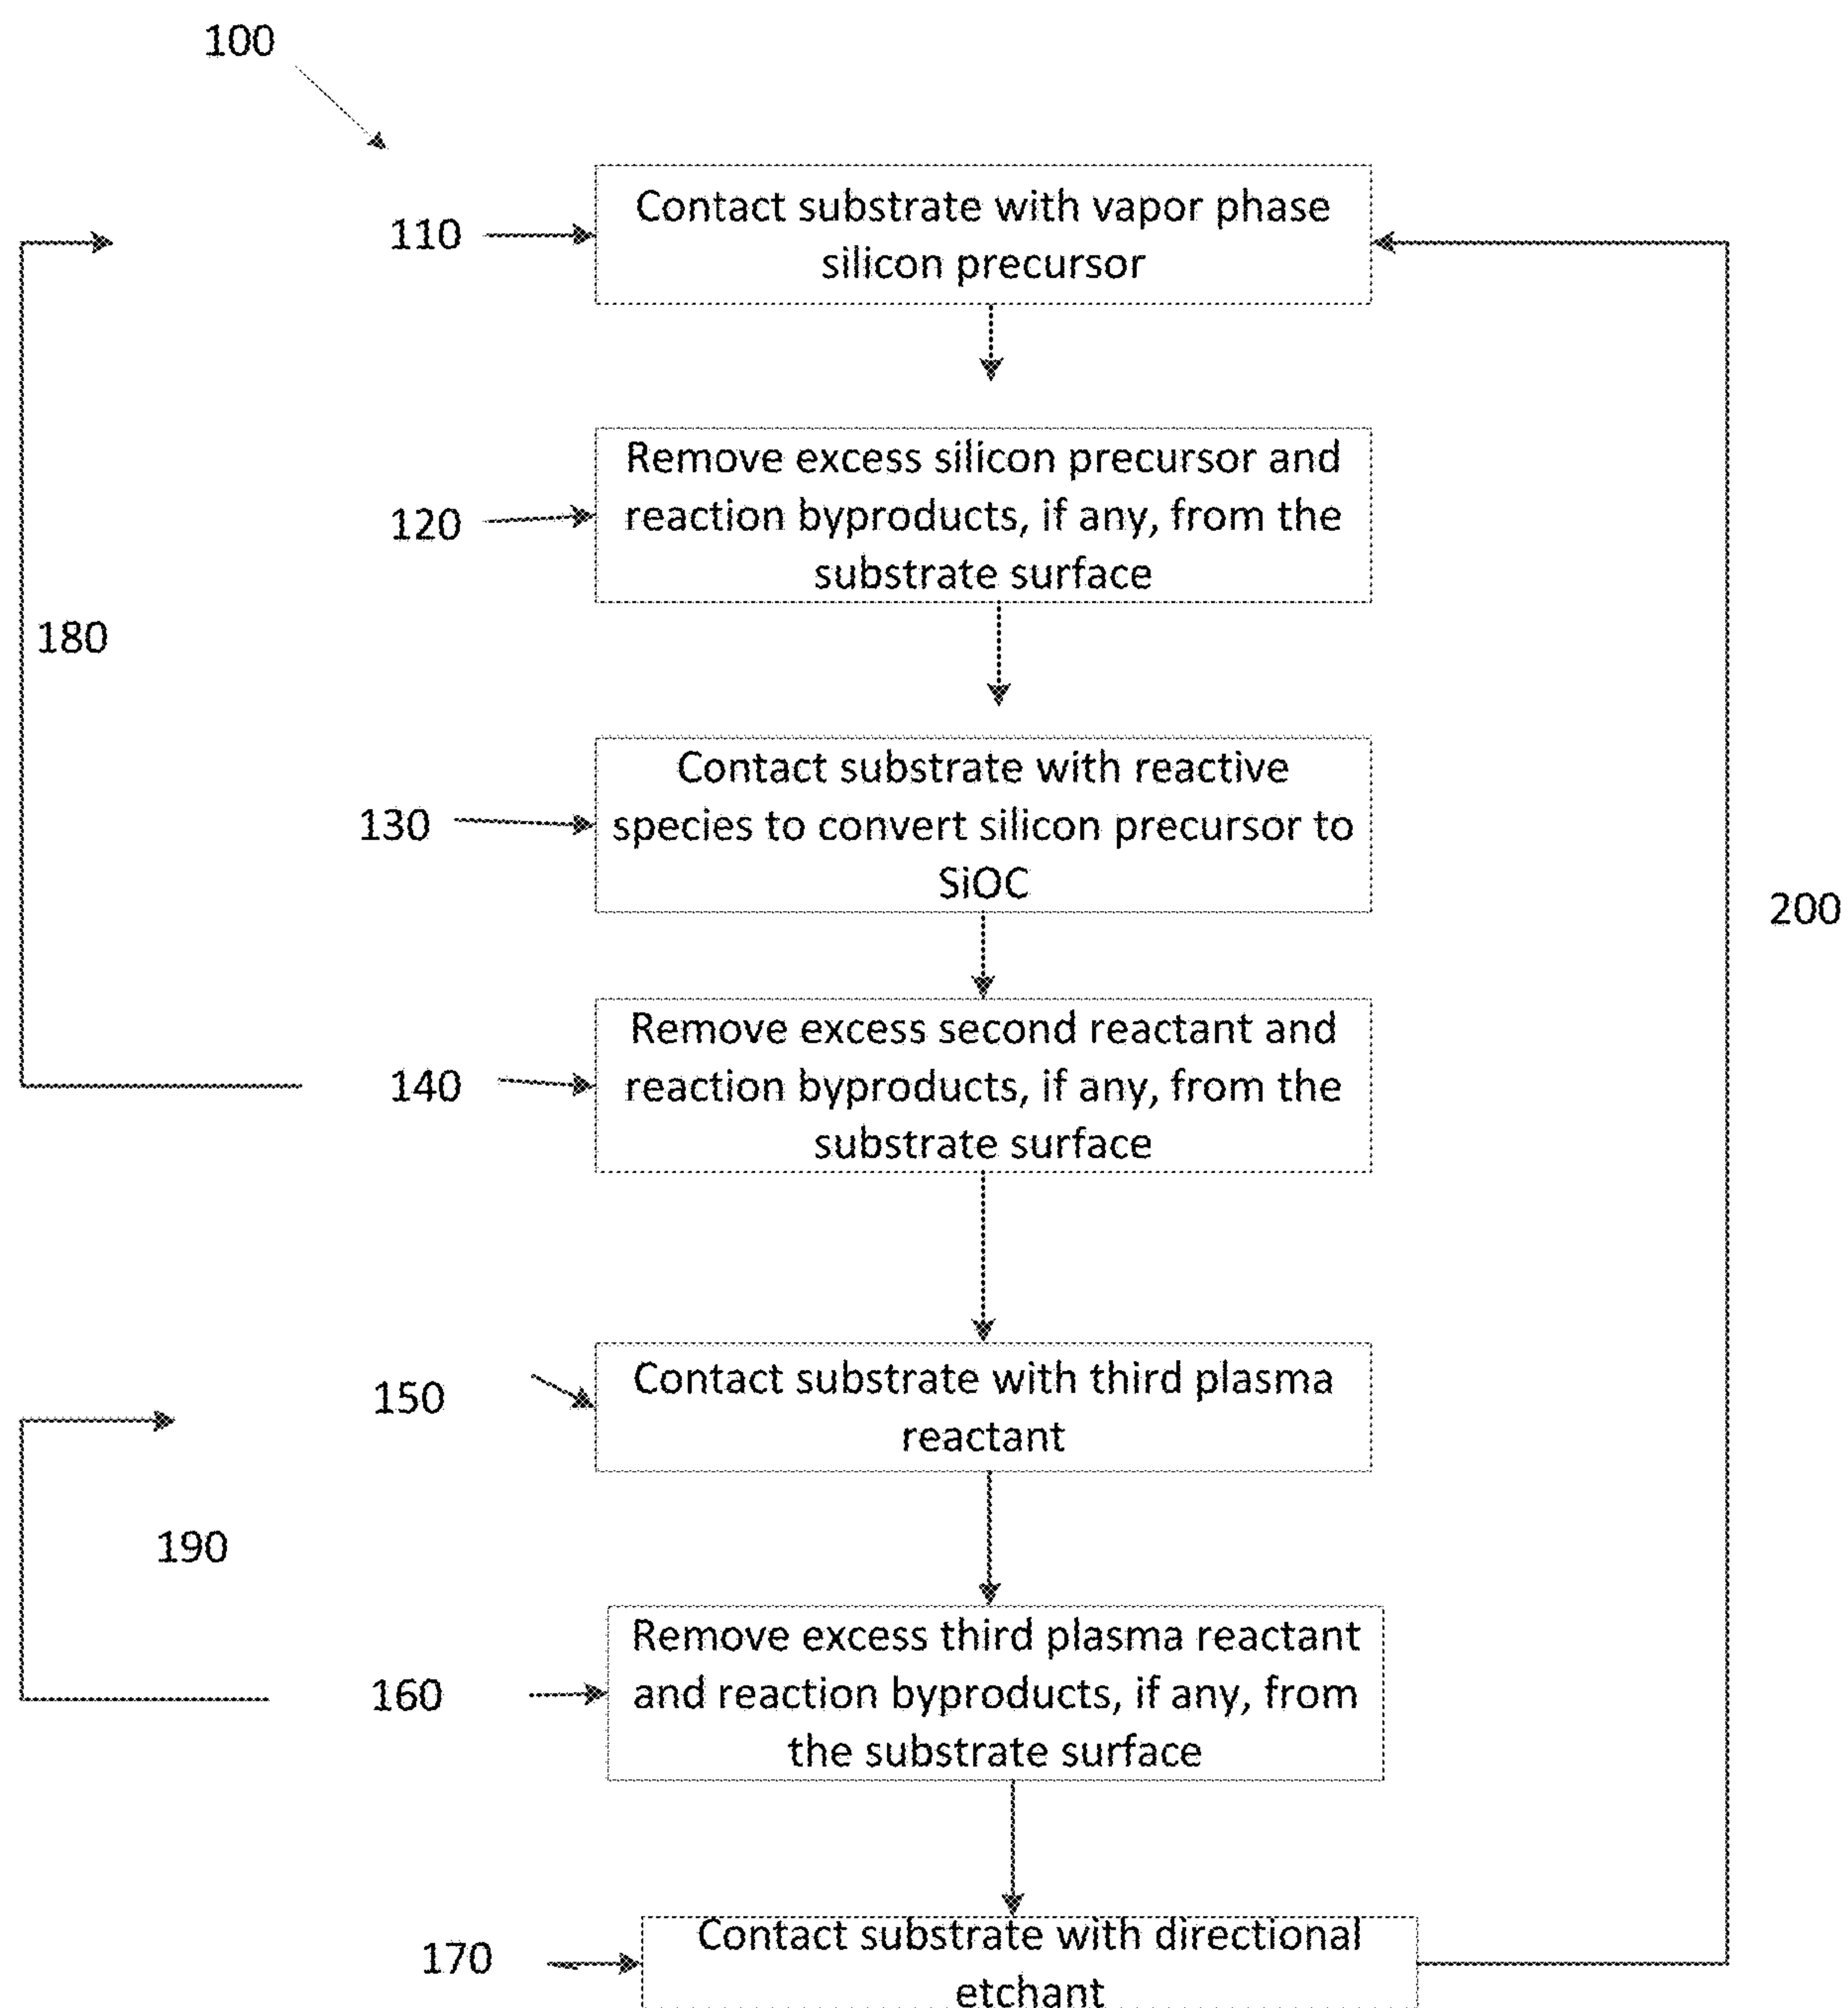 100
110
Contact substrate with vapor phase
silicon precursor
120
Remove excess silicon precursor and
reaction byproducts, if any, from the
substrate surface
180
130
Contact substrate with reactive
species to convert silicon precursor to
SiOC
200
140
Remove excess second reactant and
reaction byproducts, if any, from the
substrate surface
150
Contact substrate with third plasma
reactant
190
160
Remove excess third plasma reactant
and reaction byproducts, if any, from
the substrate surface
170
Contact substrate with directional
etchant